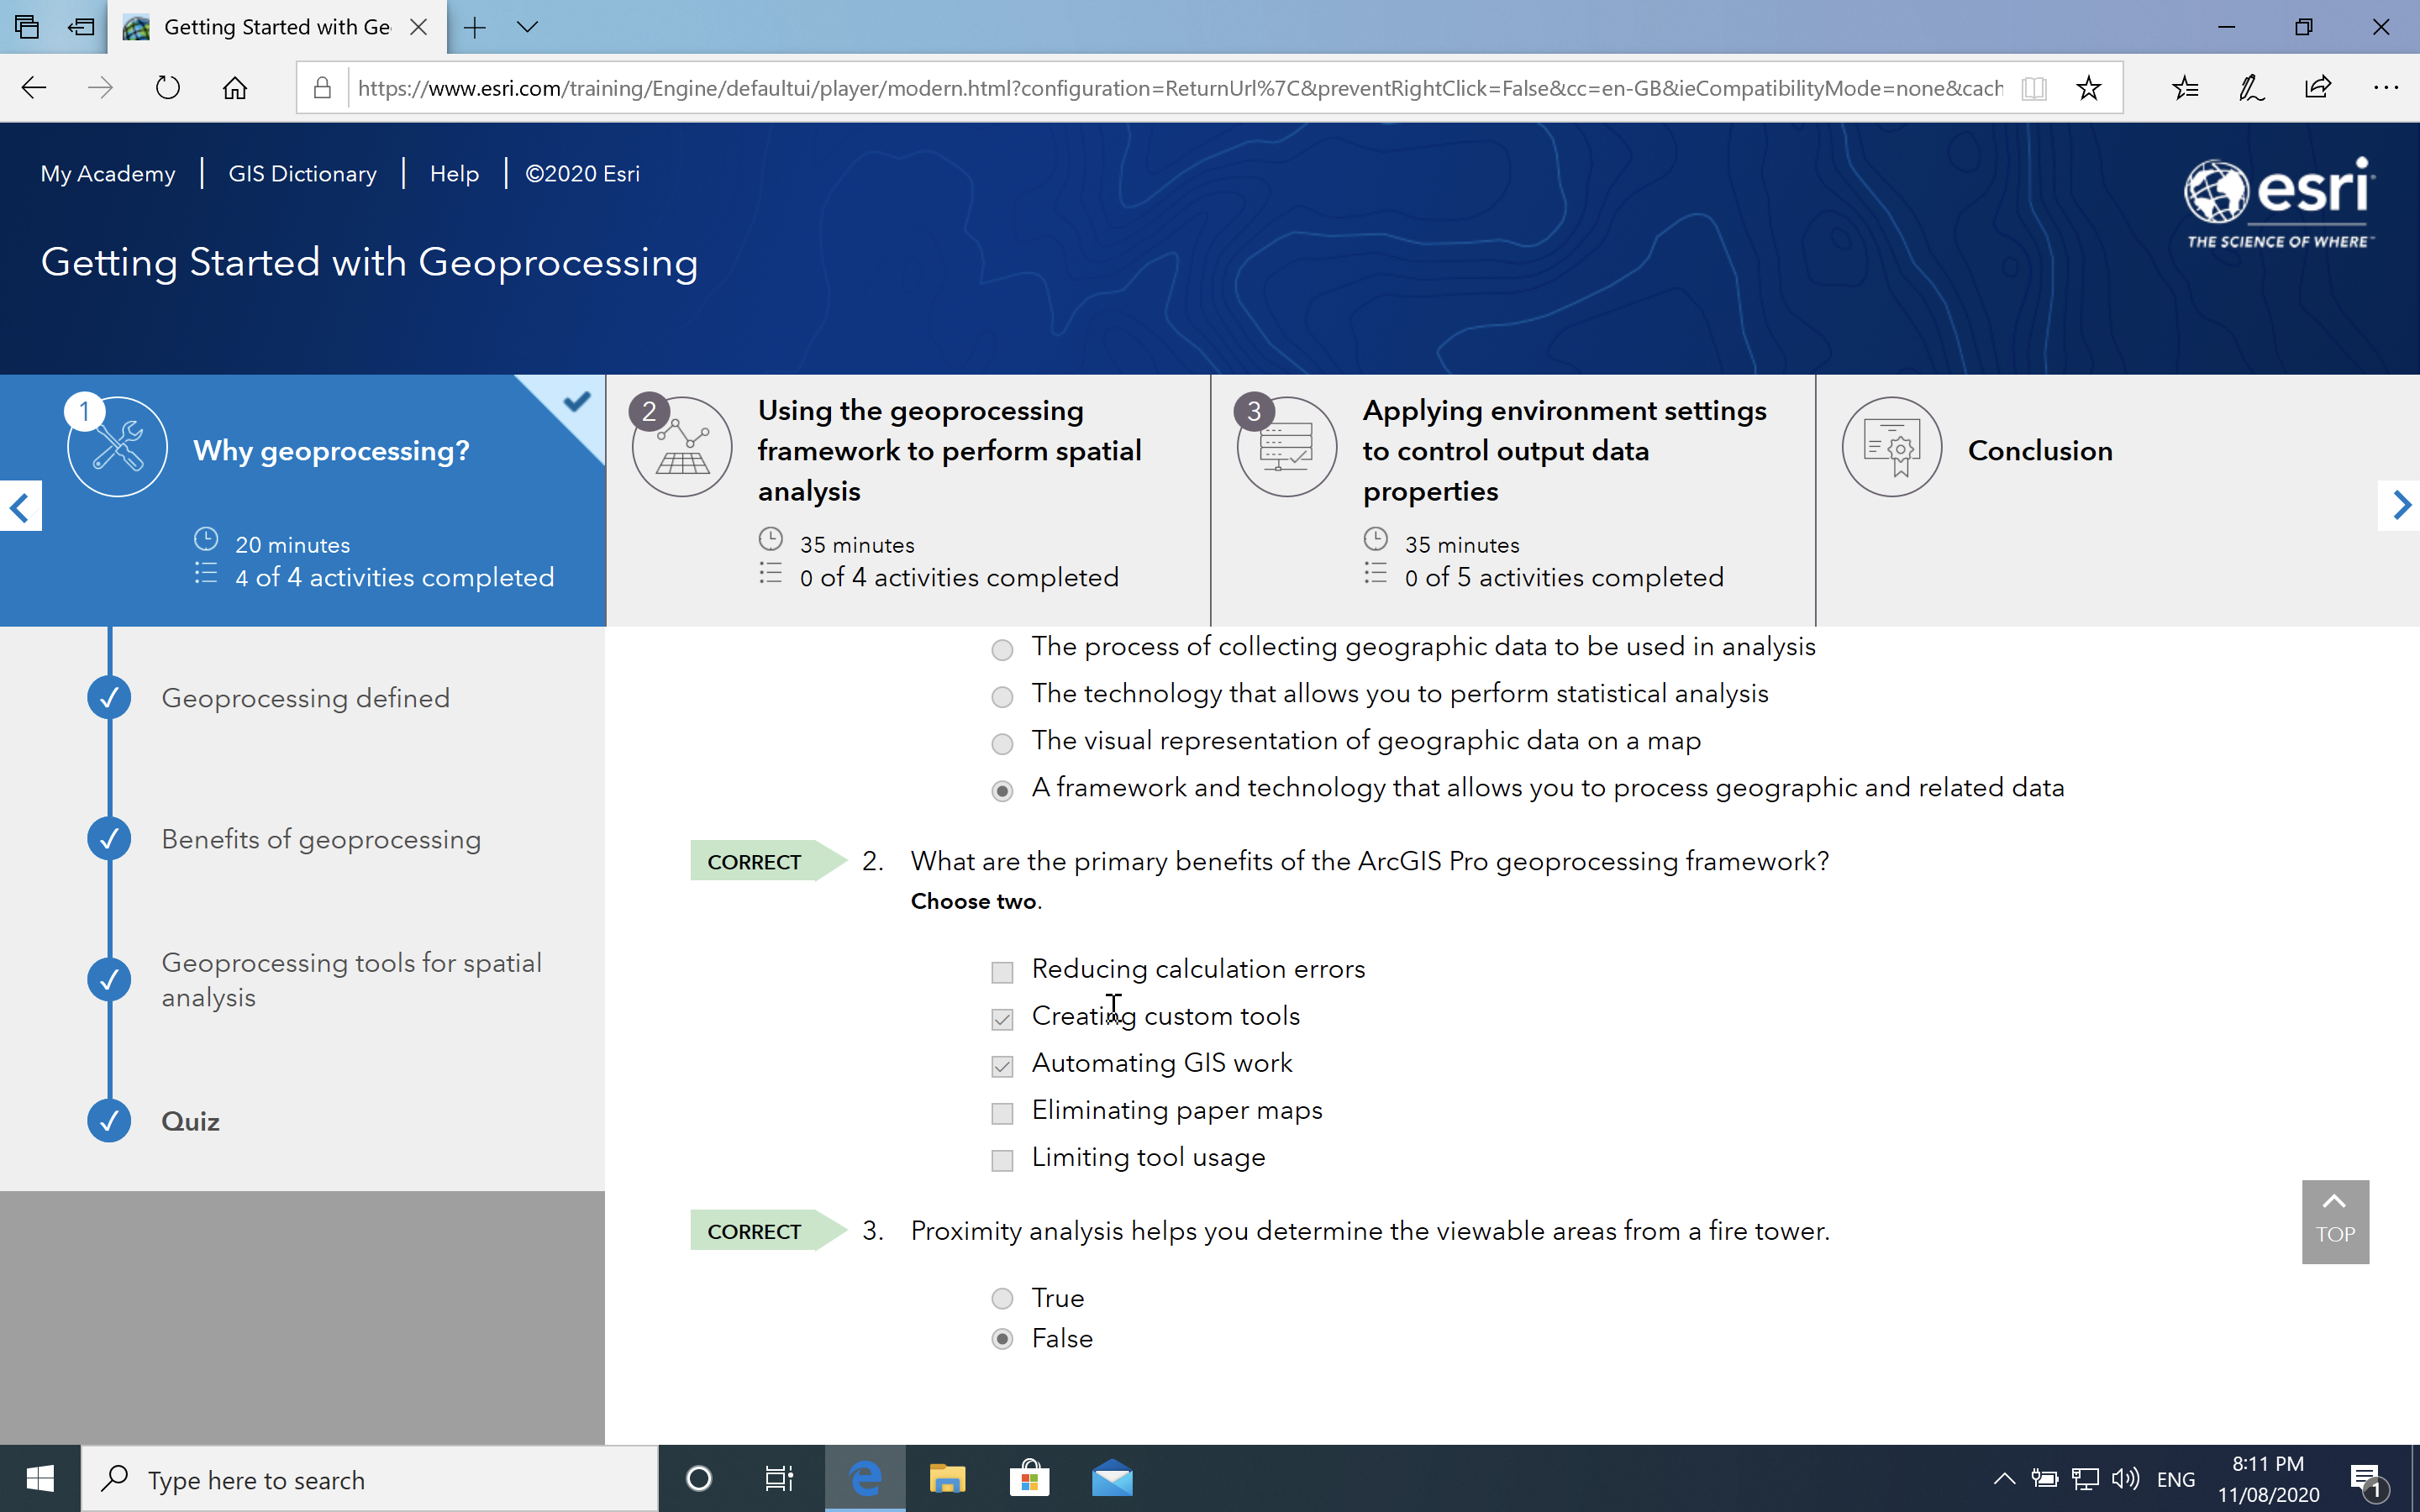 Getting Started with Ge
https://www.esri.com/training/Engine/defaultui/player/modern.html?configuration=ReturnUrl%7C&preventRightClick=False&cc=en-GB&ieCompatibilityMode=none&cach
My Academy | GIS Dictionary | Help | ©2020 Esri
esri
THE SCIENCE OF WHERE™
Getting Started with Geoprocessing
1
Why geoprocessing?
20 minutes
4 of 4 activities completed
2
Using the geoprocessing
framework to perform spatial
analysis
35 minutes
0 of 4 activities completed
3
Applying environment settings
to control output data
properties
35 minutes
0 of 5 activities completed
Conclusion
Geoprocessing defined
Benefits of geoprocessing
Geoprocessing tools for spatial
analysis
Quiz
The process of collecting geographic data to be used in analysis
The technology that allows you to perform statistical analysis
The visual representation of geographic data on a map
A framework and technology that allows you to process geographic and related data
CORRECT 2. What are the primary benefits of the ArcGIS Pro geoprocessing framework?
Choose two.
Reducing calculation errors
Creating custom tools
Automating GIS work
Eliminating paper maps
Limiting tool usage
CORRECT 3. Proximity analysis helps you determine the viewable areas from a fire tower.
True
False
TOP
Type here to search
ENG
8:11 PM
11/08/2020
1